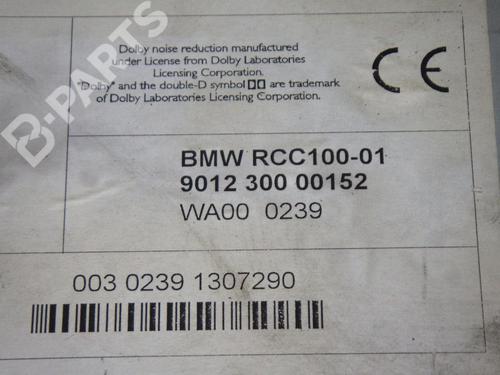 B-PARTS
Dolby noise reduction manufactured
under License from Dolby Laboratories
Licensing Corporation.
"Dolby" and the double-D symbol are trademark
of Dolby Laboratories Licensing Corporation.
CE
BMW RCC100-01
9012 300 00152
WA00 0239
003 0239 1307290